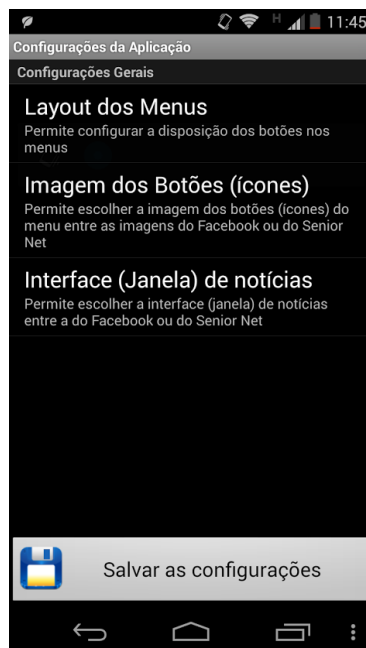 H 11:45
Configurações da Aplicação
Configurações Gerais
Layout dos Menus
Permite configurar a disposição dos botões nos
menus
Imagem dos Botões (ícones)
Permite escolher a imagem dos botões (ícones) do
menu entre as imagens do Facebook ou do Senior
Net
Interface (Janela) de notícias
Permite escolher a interface (janela) de notícias
entre a do Facebook ou do Senior Net
Salvar as configurações